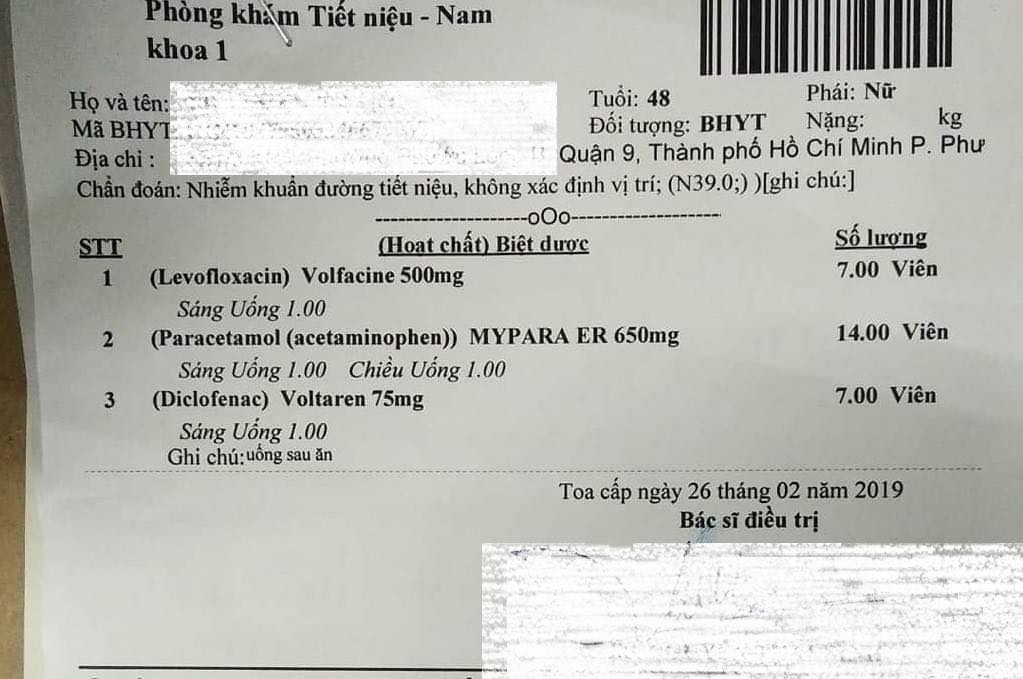 Phòng khám Tiết niệu - Nam
khoa 1
Họ và tên:
Tuổi: 48 Phái: Nữ
Mã BHYT
Đối tượng: BHYT Nặng: kg
Địa chỉ : Quận 9, Thành phố Hồ Chí Minh P. Phư
Chẩn đoán: Nhiễm khuẩn đường tiết niệu, không xác định vị trí; (N39.0;) )[ghi chú:]
--------------------oOo--------------------
STT (Hoạt chất) Biệt dược Số lượng
1 (Levofloxacin) Volfacine 500mg 7.00 Viên
Sáng Uống 1.00
2 (Paracetamol (acetaminophen)) MYPARA ER 650mg 14.00 Viên
Sáng Uống 1.00 Chiều Uống 1.00
3 (Diclofenac) Voltaren 75mg 7.00 Viên
Sáng Uống 1.00
Ghi chú:uống sau ăn
Toa cấp ngày 26 tháng 02 năm 2019
Bác sĩ điều trị